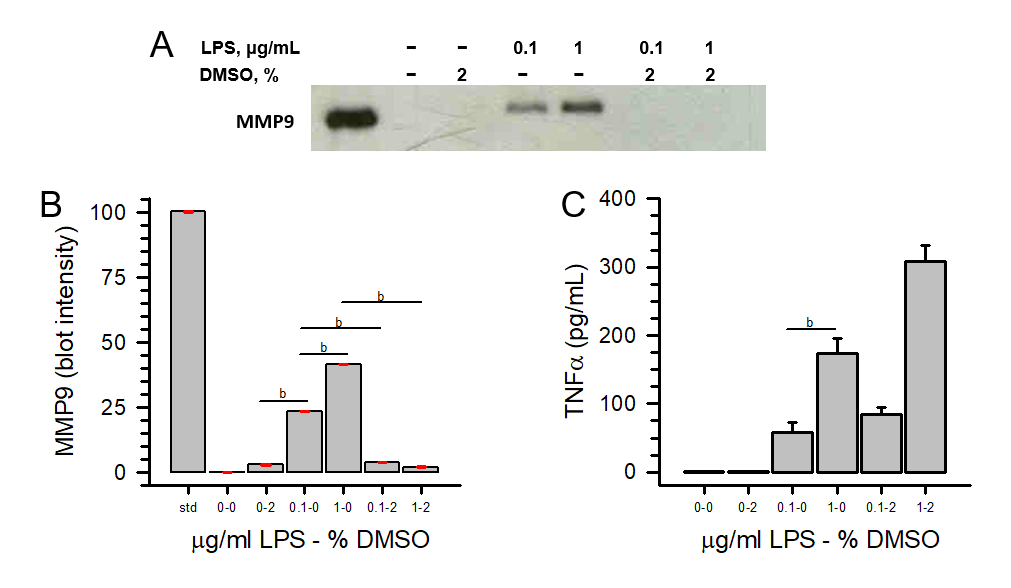 A
LPS, µg/mL – – 0.1 1 0.1 1
DMSO, % – 2 – – 2 2
MMP9
B
MMP9 (blot intensity)
100
75
50
25
0
b
b
b
b
std 0-0 0-2 0.1-0 1-0 0.1-2 1-2
µg/ml LPS - % DMSO
C
TNFα (pg/mL)
400
300
200
100
0
b
0-0 0-2 0.1-0 1-0 0.1-2 1-2
µg/ml LPS - % DMSO